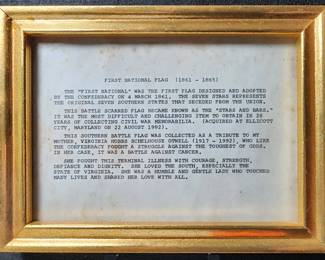 FIRST NATIONAL FLAG (1861 - 1865)
THE "FIRST NATIONAL" WAS THE FIRST FLAG DESIGNED AND ADOPTED
BY THE CONFEDERACY ON 4 MARCH 1861. THE SEVEN STARS REPRESENTS
THE ORIGINAL SEVEN SOUTHERN STATES THAT SECEDED FROM THE UNION.
THIS BATTLE SCARRED FLAG BECAME KNOWN AS THE "STARS AND BARS."
IT WAS THE MOST DIFFICULT AND CHALLENGING ITEM TO OBTAIN IN 26
YEARS OF COLLECTING CIVIL WAR MEMORABILIA. (ACQUIRED AT ELLICOTT
CITY, MARYLAND ON 22 AUGUST 1992).
THIS SOUTHERN BATTLE FLAG WAS COLLECTED AS A TRIBUTE TO MY
MOTHER, VIRGINIA HOBBS SCHELHOUSE (1917 - 1992), WHO LIKE
THE CONFEDERACY FOUGHT A STRUGGLE AGAINST THE TOUGHEST OF ODDS.
IN HER CASE, IT WAS A BATTLE AGAINST CANCER.
SHE FOUGHT THIS TERMINAL ILLNESS WITH COURAGE, STRENGTH,
DEFIANCE AND DIGNITY. SHE LOVED THE SOUTH, ESPECIALLY THE
STATE OF VIRGINIA. SHE WAS A HUMBLE AND GENTLE LADY WHO TOUCHED
MANY LIVES AND SHARED HER LOVE WITH ALL.